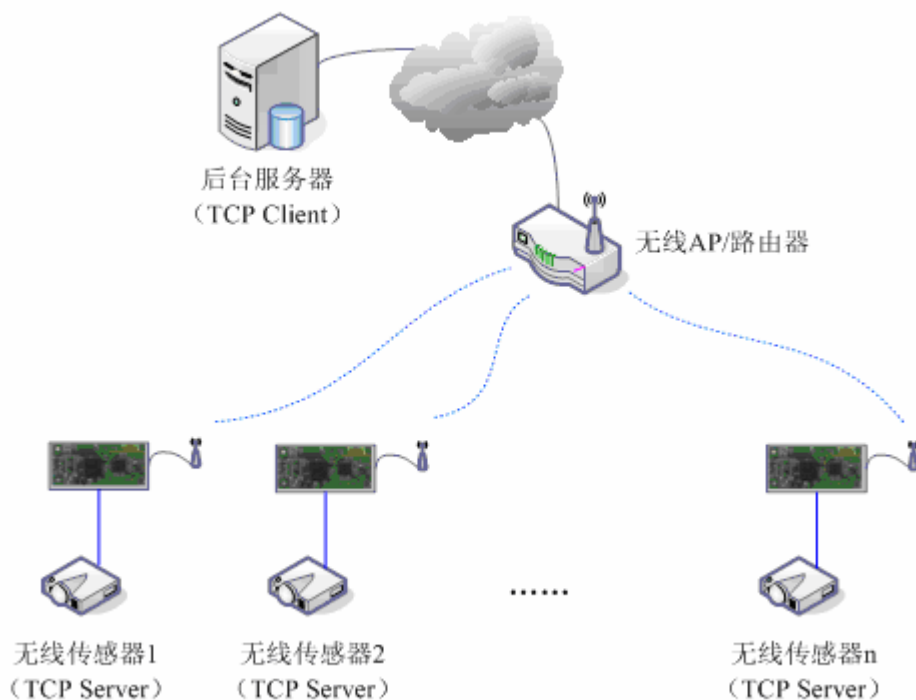 后台服务器
（TCP Client）
无线AP/路由器
......
无线传感器1
（TCP Server）
无线传感器2
（TCP Server）
无线传感器n
（TCP Server）